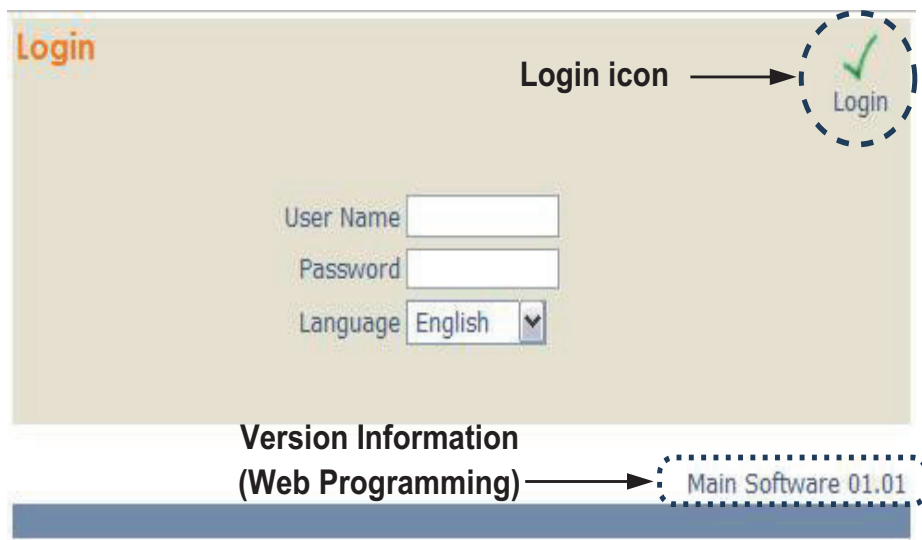 Login
Login icon
Login
User Name
Password
Language English
Version Information
(Web Programming)
Main Software 01.01